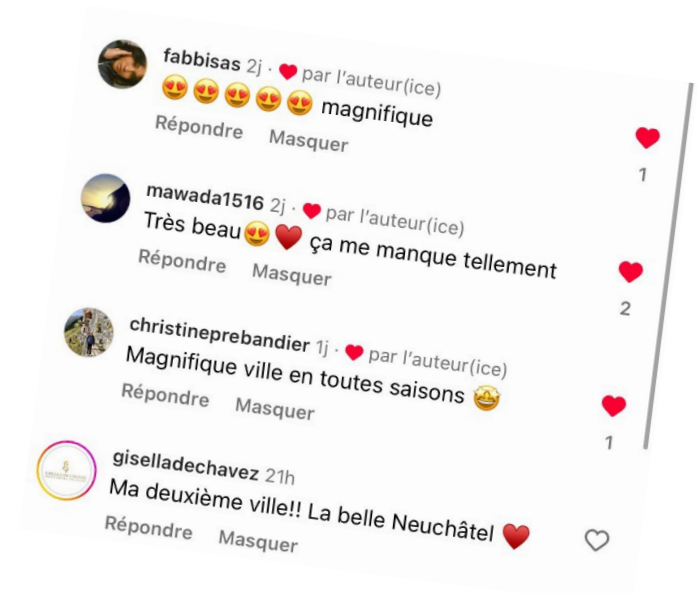 fabbisas 2j · ❤️ par l'auteur(ice)
😍😍😍😍😍 magnifique
Répondre Masquer
1
mawada1516 2j · ❤️ par l'auteur(ice)
Très beau😍♥️ ça me manque tellement
Répondre Masquer
2
christineprebandier 1j · ❤️ par l'auteur(ice)
Magnifique ville en toutes saisons 🤩
Répondre Masquer
1
giselladechavez 21h
Ma deuxième ville!! La belle Neuchâtel ♥️
Répondre Masquer